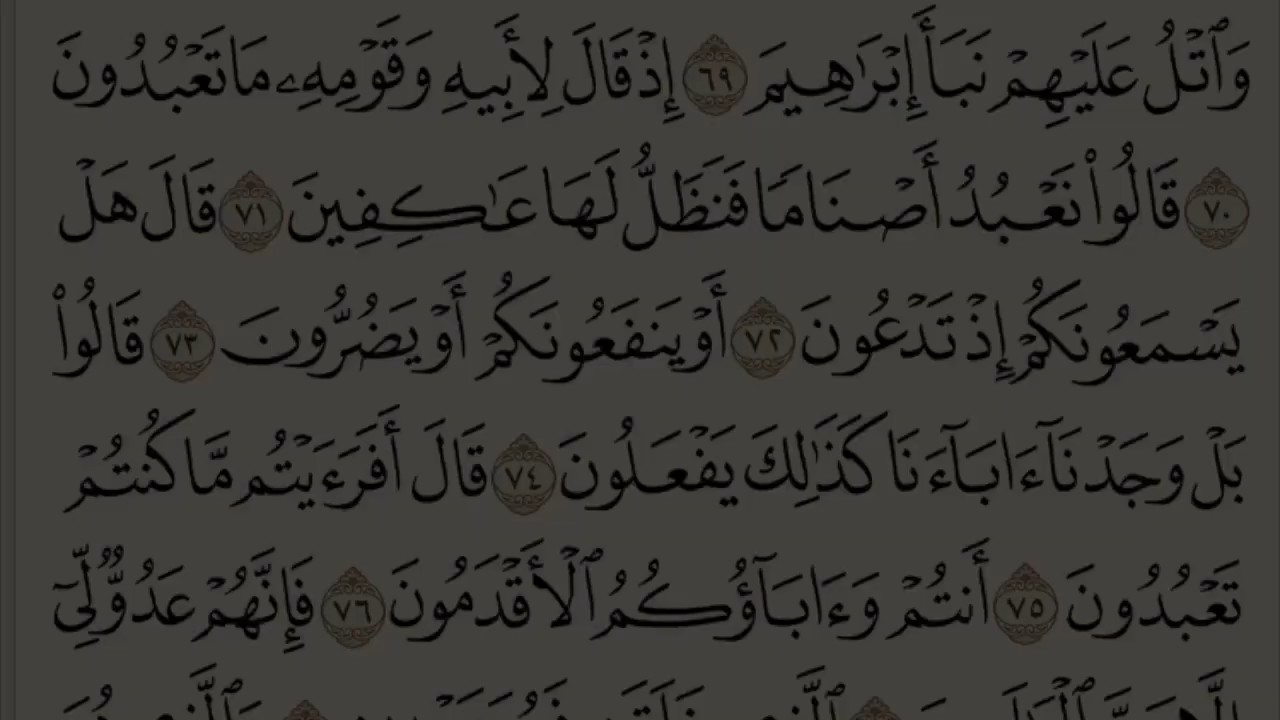 وَٱتۡلُ عَلَيۡهِمۡ نَبَأَ إِبۡرَٰهِيمَ ٦٩ إِذۡ قَالَ لِأَبِيهِ وَقَوۡمِهِۦ مَا تَعۡبُدُونَ
٧٠ قَالُواْ نَعۡبُدُ أَصۡنَامٗا فَنَظَلُّ لَهَا عَٰكِفِينَ ٧١ قَالَ هَلۡ
يَسۡمَعُونَكُمۡ إِذۡ تَدۡعُونَ ٧٢ أَوۡ يَنفَعُونَكُمۡ أَوۡ يَضُرُّونَ ٧٣ قَالُواْ
بَلۡ وَجَدۡنَآ ءَابَآءَنَا كَذَٰلِكَ يَفۡعَلُونَ ٧٤ قَالَ أَفَرَءَيۡتُم مَّا كُنتُمۡ
تَعۡبُدُونَ ٧٥ أَنتُمۡ وَءَابَآؤُكُمُ ٱلۡأَقۡدَمُونَ ٧٦ فَإِنَّهُمۡ عَدُوّٞ لِّيٓ